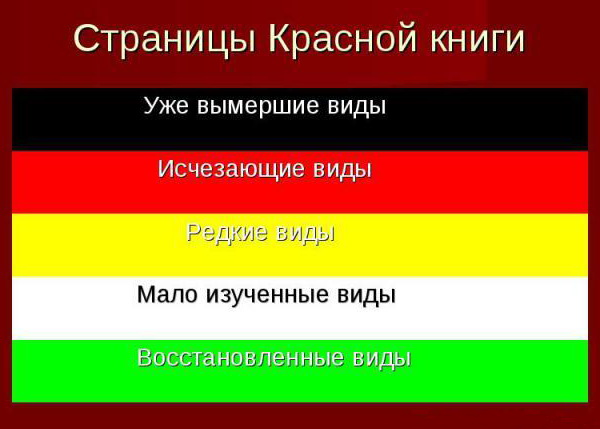 Страницы Красной книги
Уже вымершие виды
Исчезающие виды
Редкие виды
Мало изученные виды
Восстановленные виды